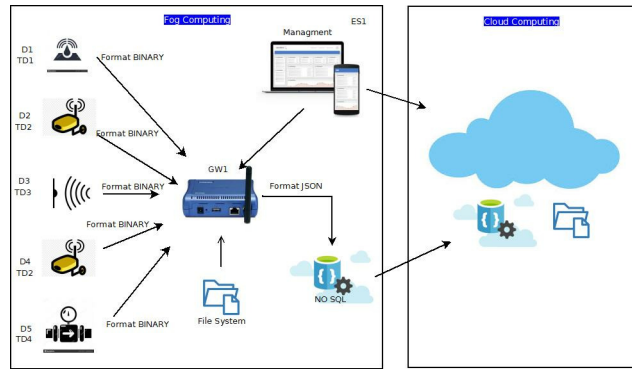 Fog Computing
ES1
Cloud Computing
Managment
D1
TD1
Format BINARY
D2
TD2
Format BINARY
GW1
D3
TD3
Format BINARY
Format JSON
Format BINARY
D4
TD2
NO SQL
File System
Format BINARY
D5
TD4